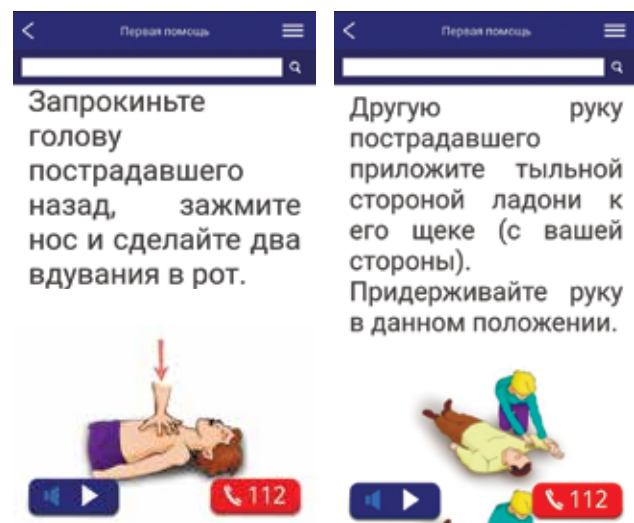 Первая помощь
Запрокиньте
голову
пострадавшего
назад, зажмите
нос и сделайте два
вдувания в рот.
112
Первая помощь
Другую руку
пострадавшего
приложите тыльной
стороной ладони к
его щеке (с вашей
стороны).
Придерживайте руку
в данном положении.
112